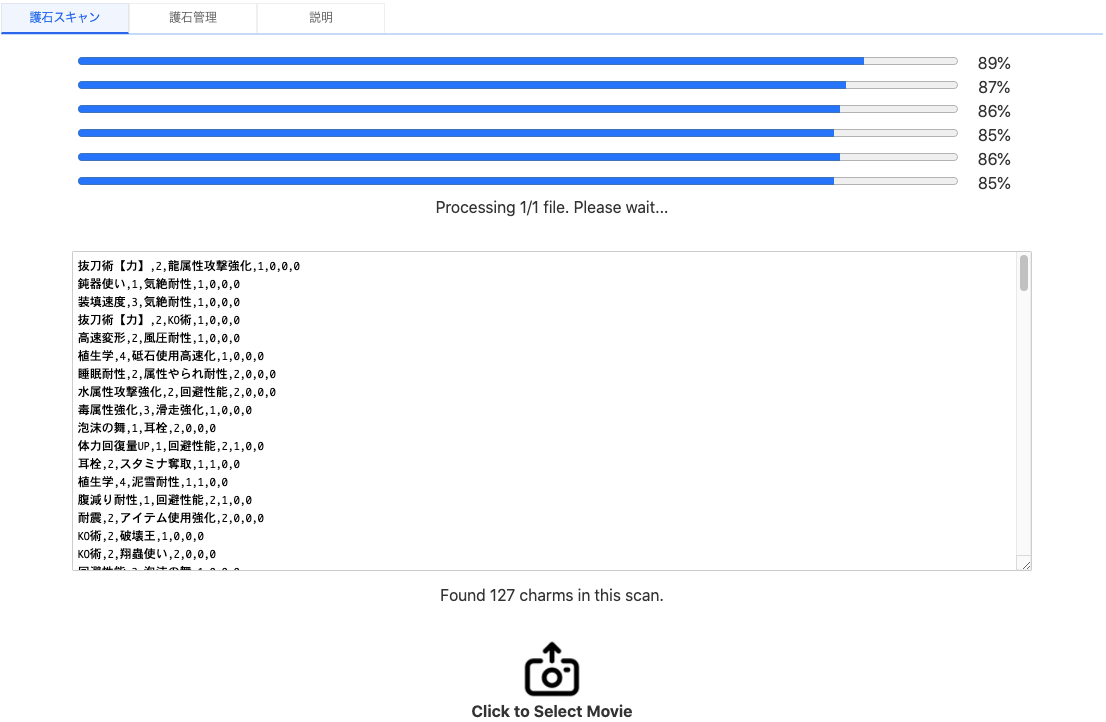 護石スキャン 護石管理 説明
89%
87%
86%
85%
86%
85%
Processing 1/1 file. Please wait...
抜刀術【力】,2,龍属性攻撃強化,1,0,0,0
鈍器使い,1,気絶耐性,1,0,0,0
装填速度,3,気絶耐性,1,0,0,0
抜刀術【力】,2,KO術,1,0,0,0
高速変形,2,風圧耐性,1,0,0,0
植生学,4,砥石使用高速化,1,0,0,0
睡眠耐性,2,属性やられ耐性,2,0,0,0
水属性攻撃強化,2,回避性能,2,0,0,0
毒属性強化,3,滑走強化,1,0,0,0
泡沫の舞,1,耳栓,2,0,0,0
体力回復量UP,1,回避性能,2,1,0,0
耳栓,2,スタミナ奪取,1,1,0,0
植生学,4,泥雪耐性,1,1,0,0
腹減り耐性,1,回避性能,2,1,0,0
耐震,2,アイテム使用強化,2,0,0,0
KO術,2,破壊王,1,0,0,0
KO術,2,翔蟲使い,2,0,0,0
Found 127 charms in this scan.
Click to Select Movie